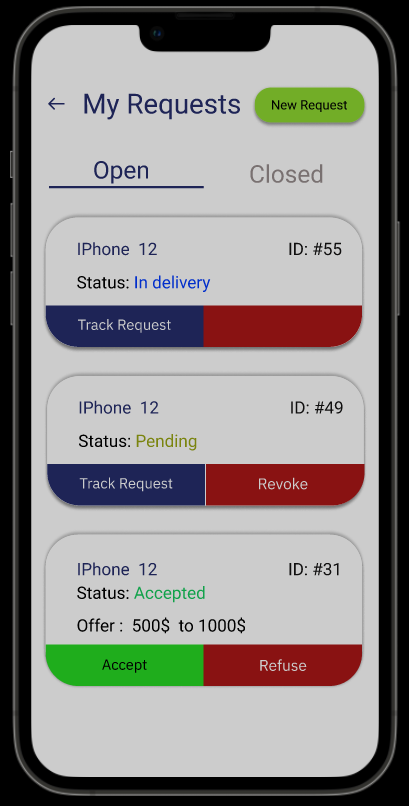 ← My Requests New Request
Open Closed
IPhone 12 ID: #55
Status: In delivery
Track Request
IPhone 12 ID: #49
Status: Pending
Track Request Revoke
IPhone 12 ID: #31
Status: Accepted
Offer : 500$ to 1000$
Accept Refuse